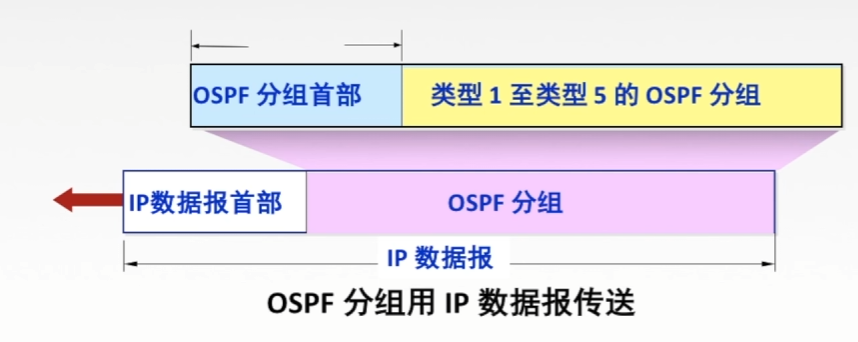 OSPF 分组首部
类型 1 至类型 5 的 OSPF 分组
IP数据报首部
OSPF 分组
IP 数据报
OSPF 分组用 IP 数据报传送